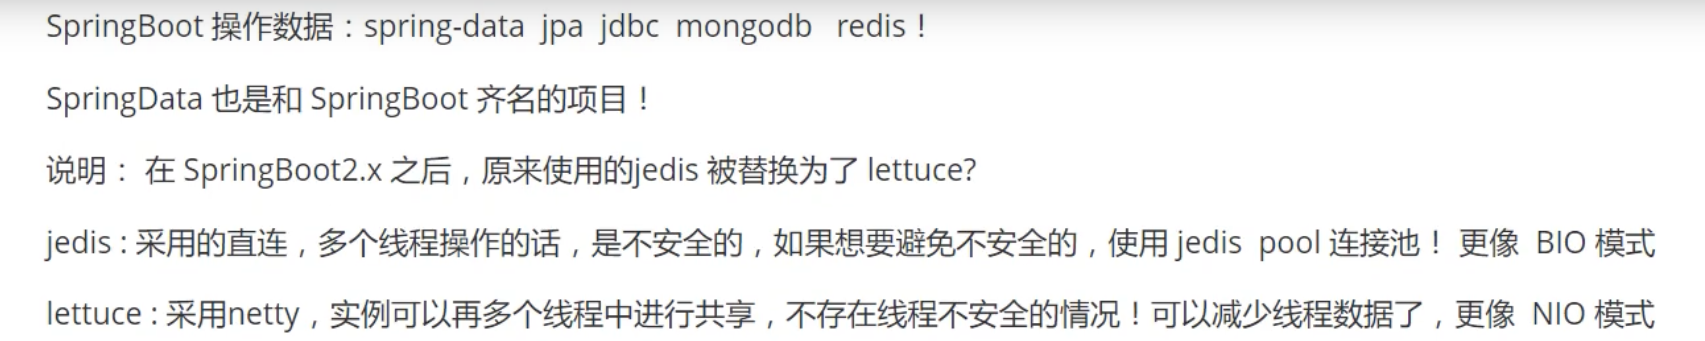 SpringBoot 操作数据：spring-data jpa jdbc mongodb redis！
SpringData 也是和 SpringBoot 齐名的项目！
说明： 在 SpringBoot2.x 之后，原来使用的jedis 被替换为了 lettuce?
jedis : 采用的直连，多个线程操作的话，是不安全的，如果想要避免不安全的，使用 jedis pool 连接池！ 更像 BIO 模式
lettuce : 采用netty，实例可以再多个线程中进行共享，不存在线程不安全的情况！可以减少线程数据了，更像 NIO 模式